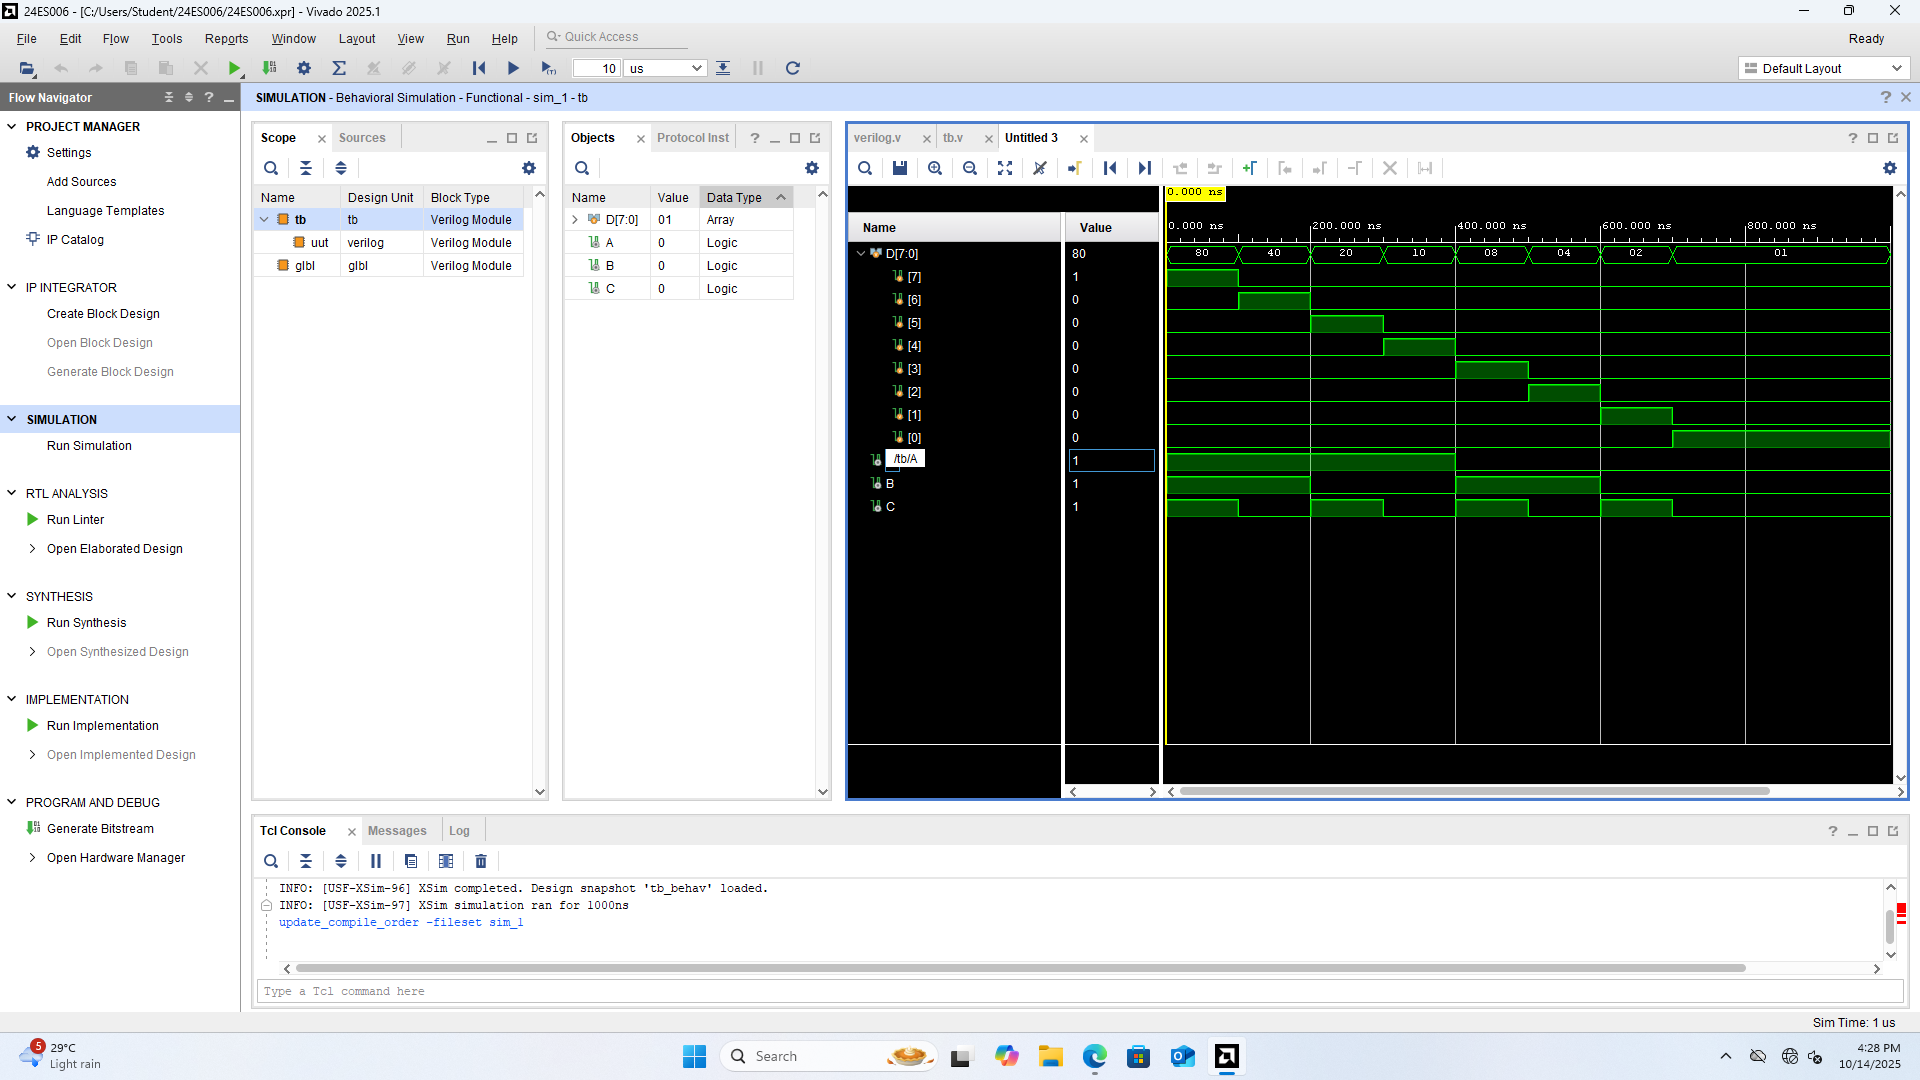 24ES006 - [C:/Users/Student/24ES006/24ES006.xpr] - Vivado 2025.1
File Edit Flow Tools Reports Window Layout View Run Help Quick Access Ready
10 us Default Layout
Flow Navigator
SIMULATION - Behavioral Simulation - Functional - sim_1 - tb
PROJECT MANAGER
Settings
Add Sources
Language Templates
IP Catalog
IP INTEGRATOR
Create Block Design
Open Block Design
Generate Block Design
SIMULATION
Run Simulation
RTL ANALYSIS
Run Linter
Open Elaborated Design
SYNTHESIS
Run Synthesis
Open Synthesized Design
IMPLEMENTATION
Run Implementation
Open Implemented Design
PROGRAM AND DEBUG
Generate Bitstream
Open Hardware Manager
Scope Sources
Name Design Unit Block Type
tb tb Verilog Module
uut verilog Verilog Module
glbl glbl Verilog Module
Objects Protocol Inst
Name Value Data Type
D[7:0] 01 Array
A 0 Logic
B 0 Logic
C 0 Logic
verilog.v tb.v Untitled 3
0.000 ns
Name Value 0.000 ns 200.000 ns 400.000 ns 600.000 ns 800.000 ns
D[7:0] 80 80 40 20 10 08 04 02 01
[7] 1
[6] 0
[5] 0
[4] 0
[3] 0
[2] 0
[1] 0
[0] 0
/tb/A 1
B 1
C 1
Tcl Console Messages Log
INFO: [USF-XSim-96] XSim completed. Design snapshot 'tb_behav' loaded.
INFO: [USF-XSim-97] XSim simulation ran for 1000ns
update_compile_order -fileset sim_1
Type a Tcl command here
Sim Time: 1 us
5 29°C
Light rain
Search
4:28 PM
10/14/2025